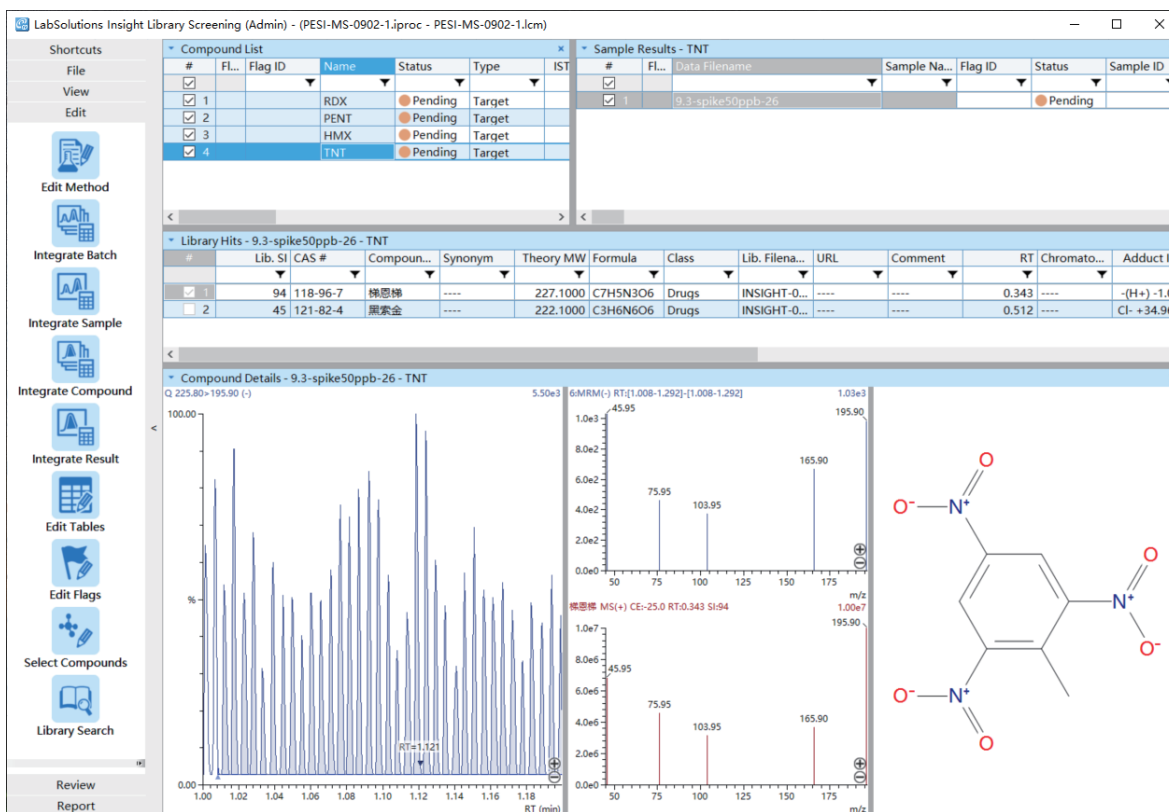 LabSolutions Insight Library Screening (Admin) - (PESI-MS-0902-1.iproc - PESI-MS-0902-1.lcm)
Shortcuts
File
View
Edit
Edit Method
Integrate Batch
Integrate Sample
Integrate Compound
Integrate Result
Edit Tables
Edit Flags
Select Compounds
Library Search
Review
Report
Compound List
# Fl... Flag ID Name Status Type IST
1 RDX Pending Target
2 PENT Pending Target
3 HMX Pending Target
4 TNT Pending Target
Sample Results - TNT
# Fl... Data Filename Sample Na... Flag ID Status Sample ID
1 9.3-spike50ppb-26 Pending
Library Hits - 9.3-spike50ppb-26 - TNT
# Lib. SI CAS # Compoun... Synonym Theory MW Formula Class Lib. Filena... URL Comment RT Chromato... Adduct I
1 94 118-96-7 梯恩梯 ---- 227.1000 C7H5N3O6 Drugs INSIGHT-0... ---- ---- 0.343 ---- -(H+) -1.0
2 45 121-82-4 黑索金 ---- 222.1000 C3H6N6O6 Drugs INSIGHT-0... ---- ---- 0.512 ---- Cl- +34.96
Compound Details - 9.3-spike50ppb-26 - TNT
Q 225.80>195.90 (-) 5.50e3
100.00
%
0.00
RT=1.121
1.00 1.02 1.04 1.06 1.08 1.10 1.12 1.14 1.16 1.18
RT (min)
6:MRM(-) RT:[1.008-1.292]-[1.008-1.292] 1.03e3
45.95 195.90
1.0e3
8.0e2
165.90
6.0e2
75.95
103.95
4.0e2
2.0e2
0.0e0
50 75 100 125 150 175
m/z
梯恩梯 MS(+) CE:-25.0 RT:0.343 SI:94 1.00e7
195.90
1.0e7
8.0e6
45.95
6.0e6
75.95
165.90
103.95
4.0e6
2.0e6
0.0e0
50 75 100 125 150 175
m/z
O
O- N+
O
N+
O-
O- N+
O